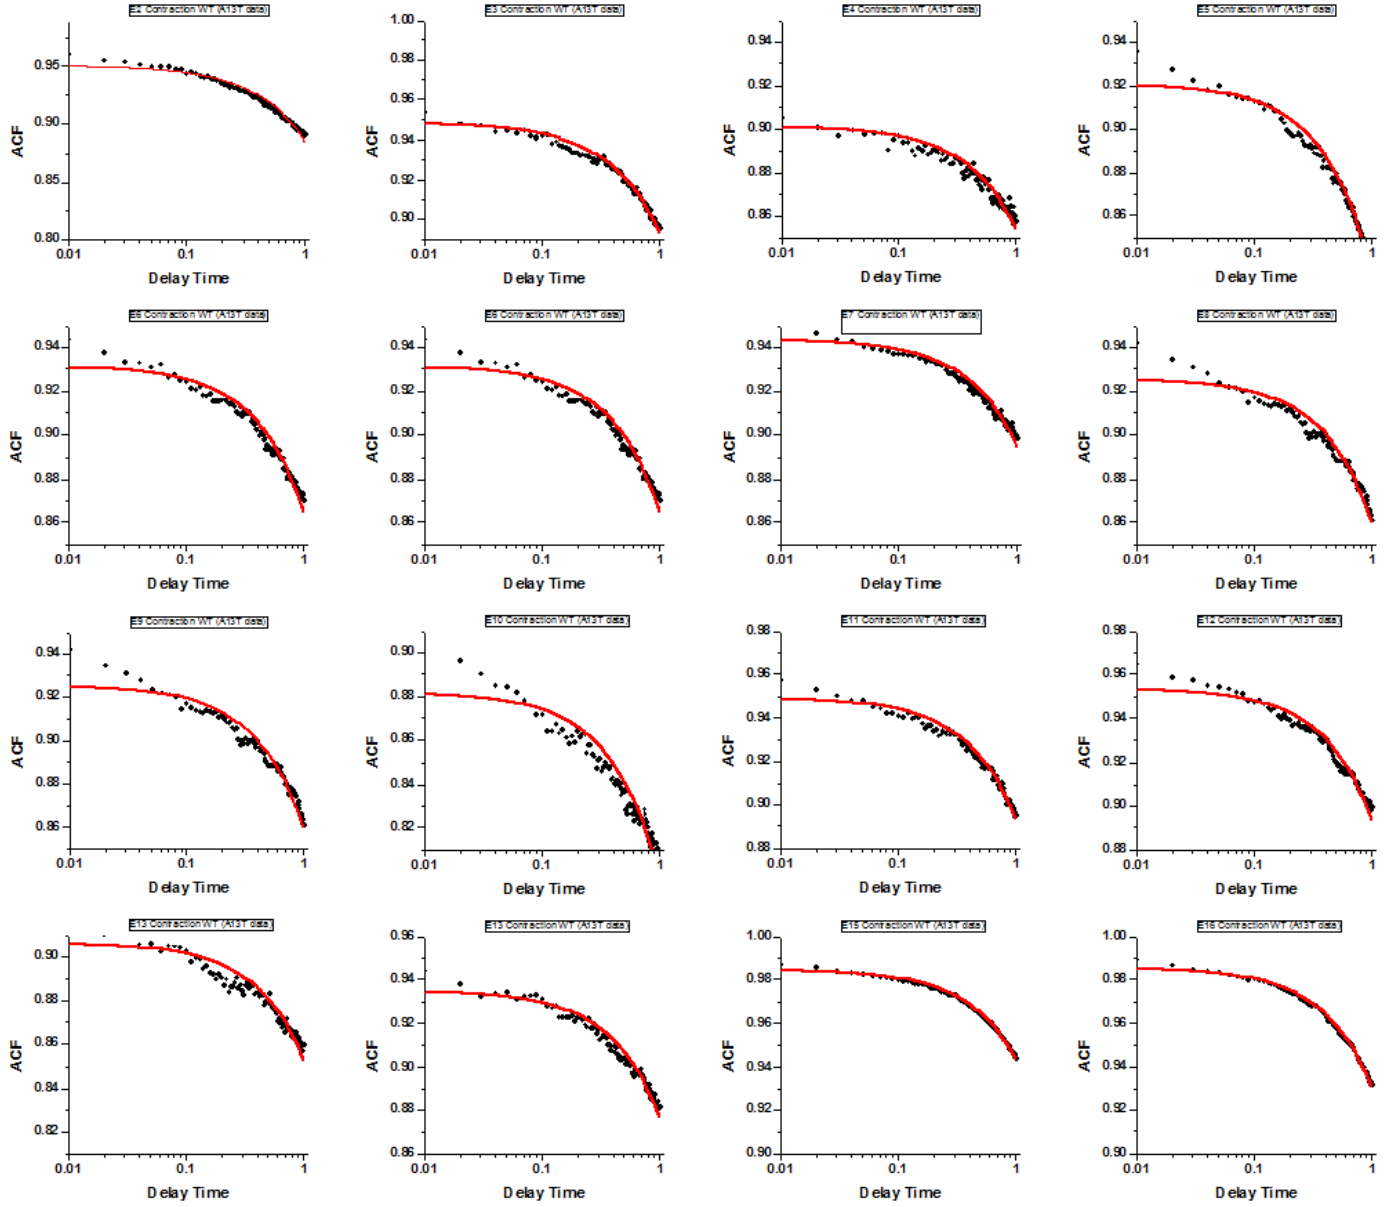 E2 Contraction WT (A13T data)
ACF
0.95
0.90
0.85
0.80
0.01 0.1 1
Delay Time
E3 Contraction WT (A13T data)
ACF
1.00
0.98
0.96
0.94
0.92
0.90
0.01 0.1 1
Delay Time
E4 Contraction WT (A13T data)
ACF
0.94
0.92
0.90
0.88
0.86
0.01 0.1 1
Delay Time
E5 Contraction WT (A13T data)
ACF
0.94
0.92
0.90
0.88
0.86
0.01 0.1 1
Delay Time
E6 Contraction WT (A13T data)
ACF
0.94
0.92
0.90
0.88
0.86
0.01 0.1 1
Delay Time
E6 Contraction WT (A13T data)
ACF
0.94
0.92
0.90
0.88
0.86
0.01 0.1 1
Delay Time
E7 Contraction WT (A13T data)
ACF
0.94
0.92
0.90
0.88
0.86
0.01 0.1 1
Delay Time
E8 Contraction WT (A13T data)
ACF
0.94
0.92
0.90
0.88
0.86
0.01 0.1 1
Delay Time
E9 Contraction WT (A13T data)
ACF
0.94
0.92
0.90
0.88
0.86
0.01 0.1 1
Delay Time
E10 Contraction WT (A13T data)
ACF
0.90
0.88
0.86
0.84
0.82
0.01 0.1 1
Delay Time
E11 Contraction WT (A13T data)
ACF
0.98
0.96
0.94
0.92
0.90
0.88
0.01 0.1 1
Delay Time
E12 Contraction WT (A13T data)
ACF
0.98
0.96
0.94
0.92
0.90
0.88
0.01 0.1 1
Delay Time
E13 Contraction WT (A13T data)
ACF
0.90
0.88
0.86
0.84
0.82
0.01 0.1 1
Delay Time
E13 Contraction WT (A13T data)
ACF
0.96
0.94
0.92
0.90
0.88
0.86
0.01 0.1 1
Delay Time
E15 Contraction WT (A13T data)
ACF
1.00
0.98
0.96
0.94
0.92
0.90
0.01 0.1 1
Delay Time
E16 Contraction WT (A13T data)
ACF
1.00
0.98
0.96
0.94
0.92
0.90
0.01 0.1 1
Delay Time